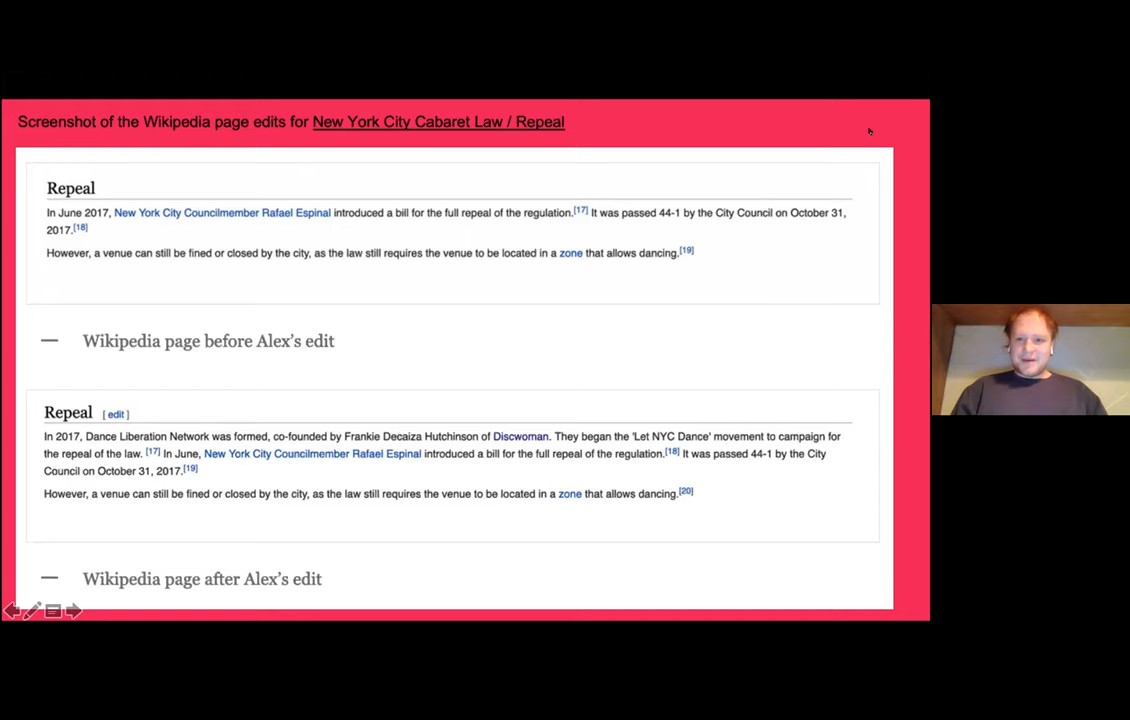 Screenshot of the Wikipedia page edits for New York City Cabaret Law / Repeal
Repeal
In June 2017, New York City Councilmember Rafael Espinal introduced a bill for the full repeal of the regulation.[17] It was passed 44-1 by the City Council on October 31,
2017.[18]
However, a venue can still be fined or closed by the city, as the law still requires the venue to be located in a zone that allows dancing.[19]
— Wikipedia page before Alex's edit
Repeal [ edit ]
In 2017, Dance Liberation Network was formed, co-founded by Frankie Decaiza Hutchinson of Discwoman. They began the 'Let NYC Dance' movement to campaign for
the repeal of the law. [17] In June, New York City Councilmember Rafael Espinal introduced a bill for the full repeal of the regulation.[18] It was passed 44-1 by the City
Council on October 31, 2017.[19]
However, a venue can still be fined or closed by the city, as the law still requires the venue to be located in a zone that allows dancing.[20]
— Wikipedia page after Alex's edit